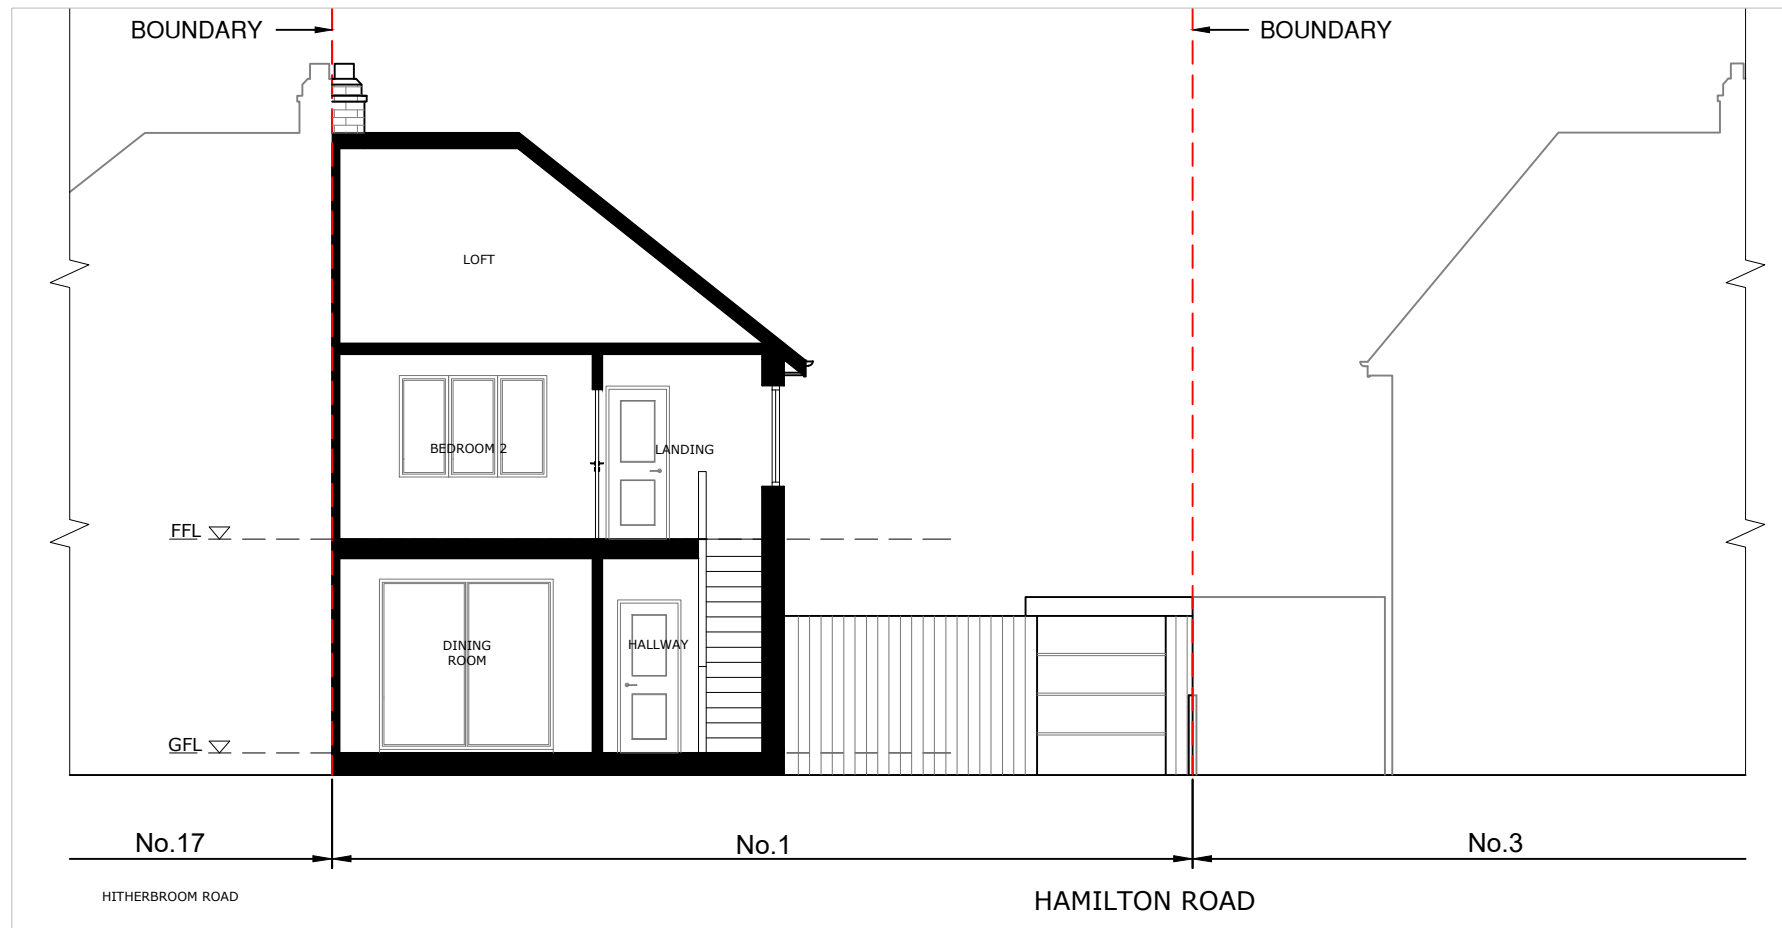 BOUNDARY
BOUNDARY
LOFT
BEDROOM 2
LANDING
FFL
DINING
ROOM
HALLWAY
GFL
No.17
No.1
No.3
HITHERBROOM ROAD
HAMILTON ROAD